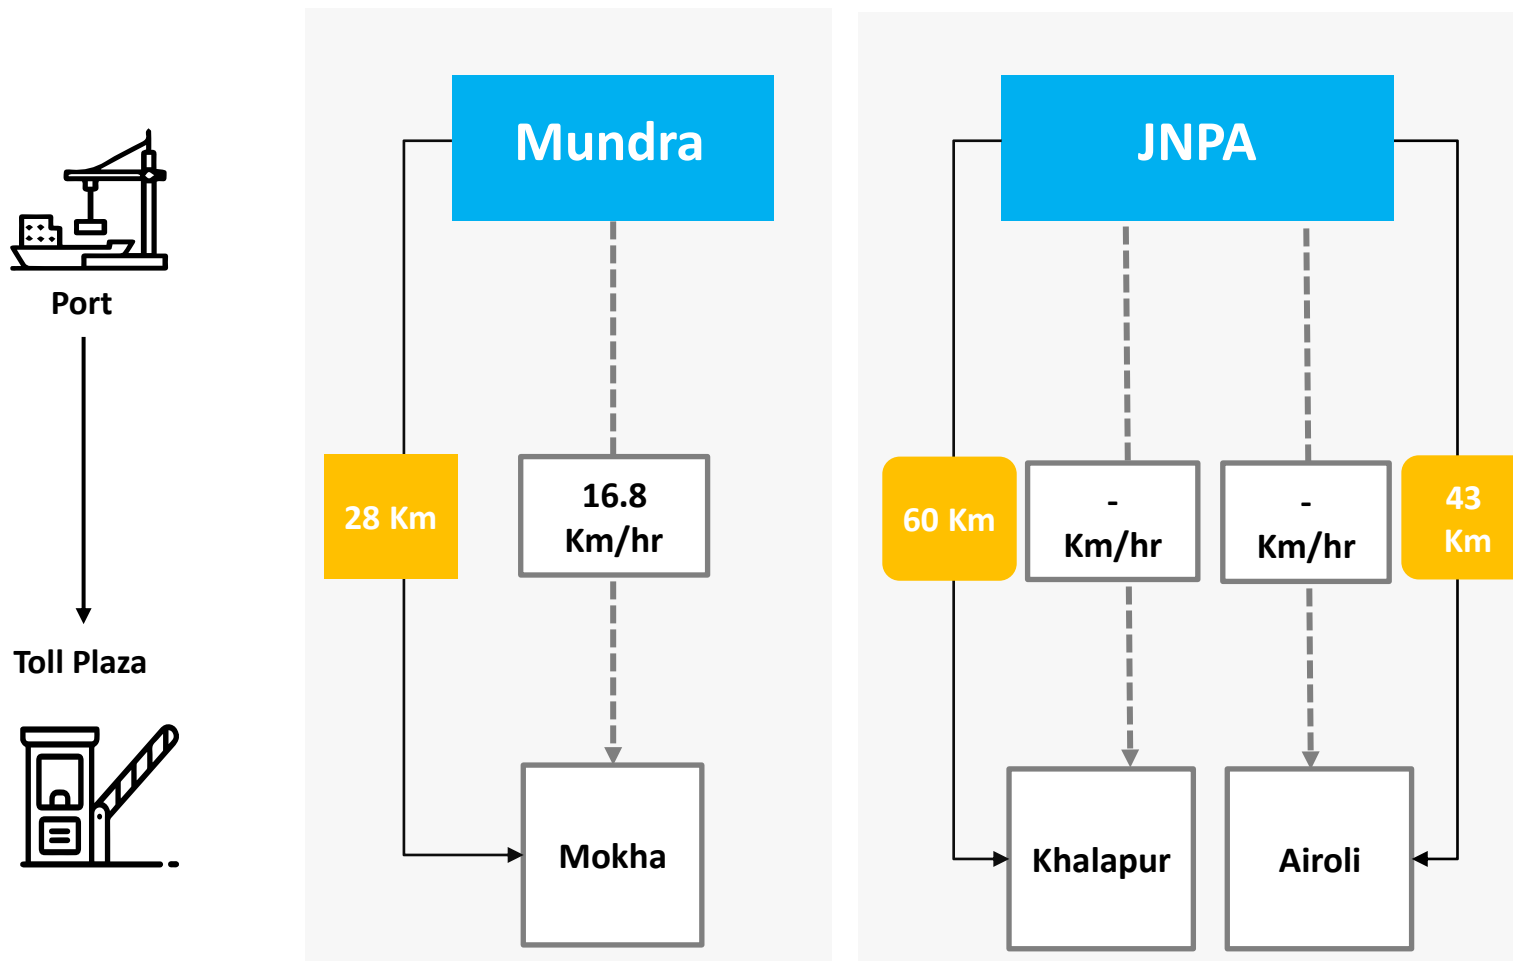 Port
Toll Plaza
Mundra
28 Km
16.8
Km/hr
Mokha
JNPA
60 Km
-
Km/hr
-
Km/hr
43
Km
Khalapur
Airoli